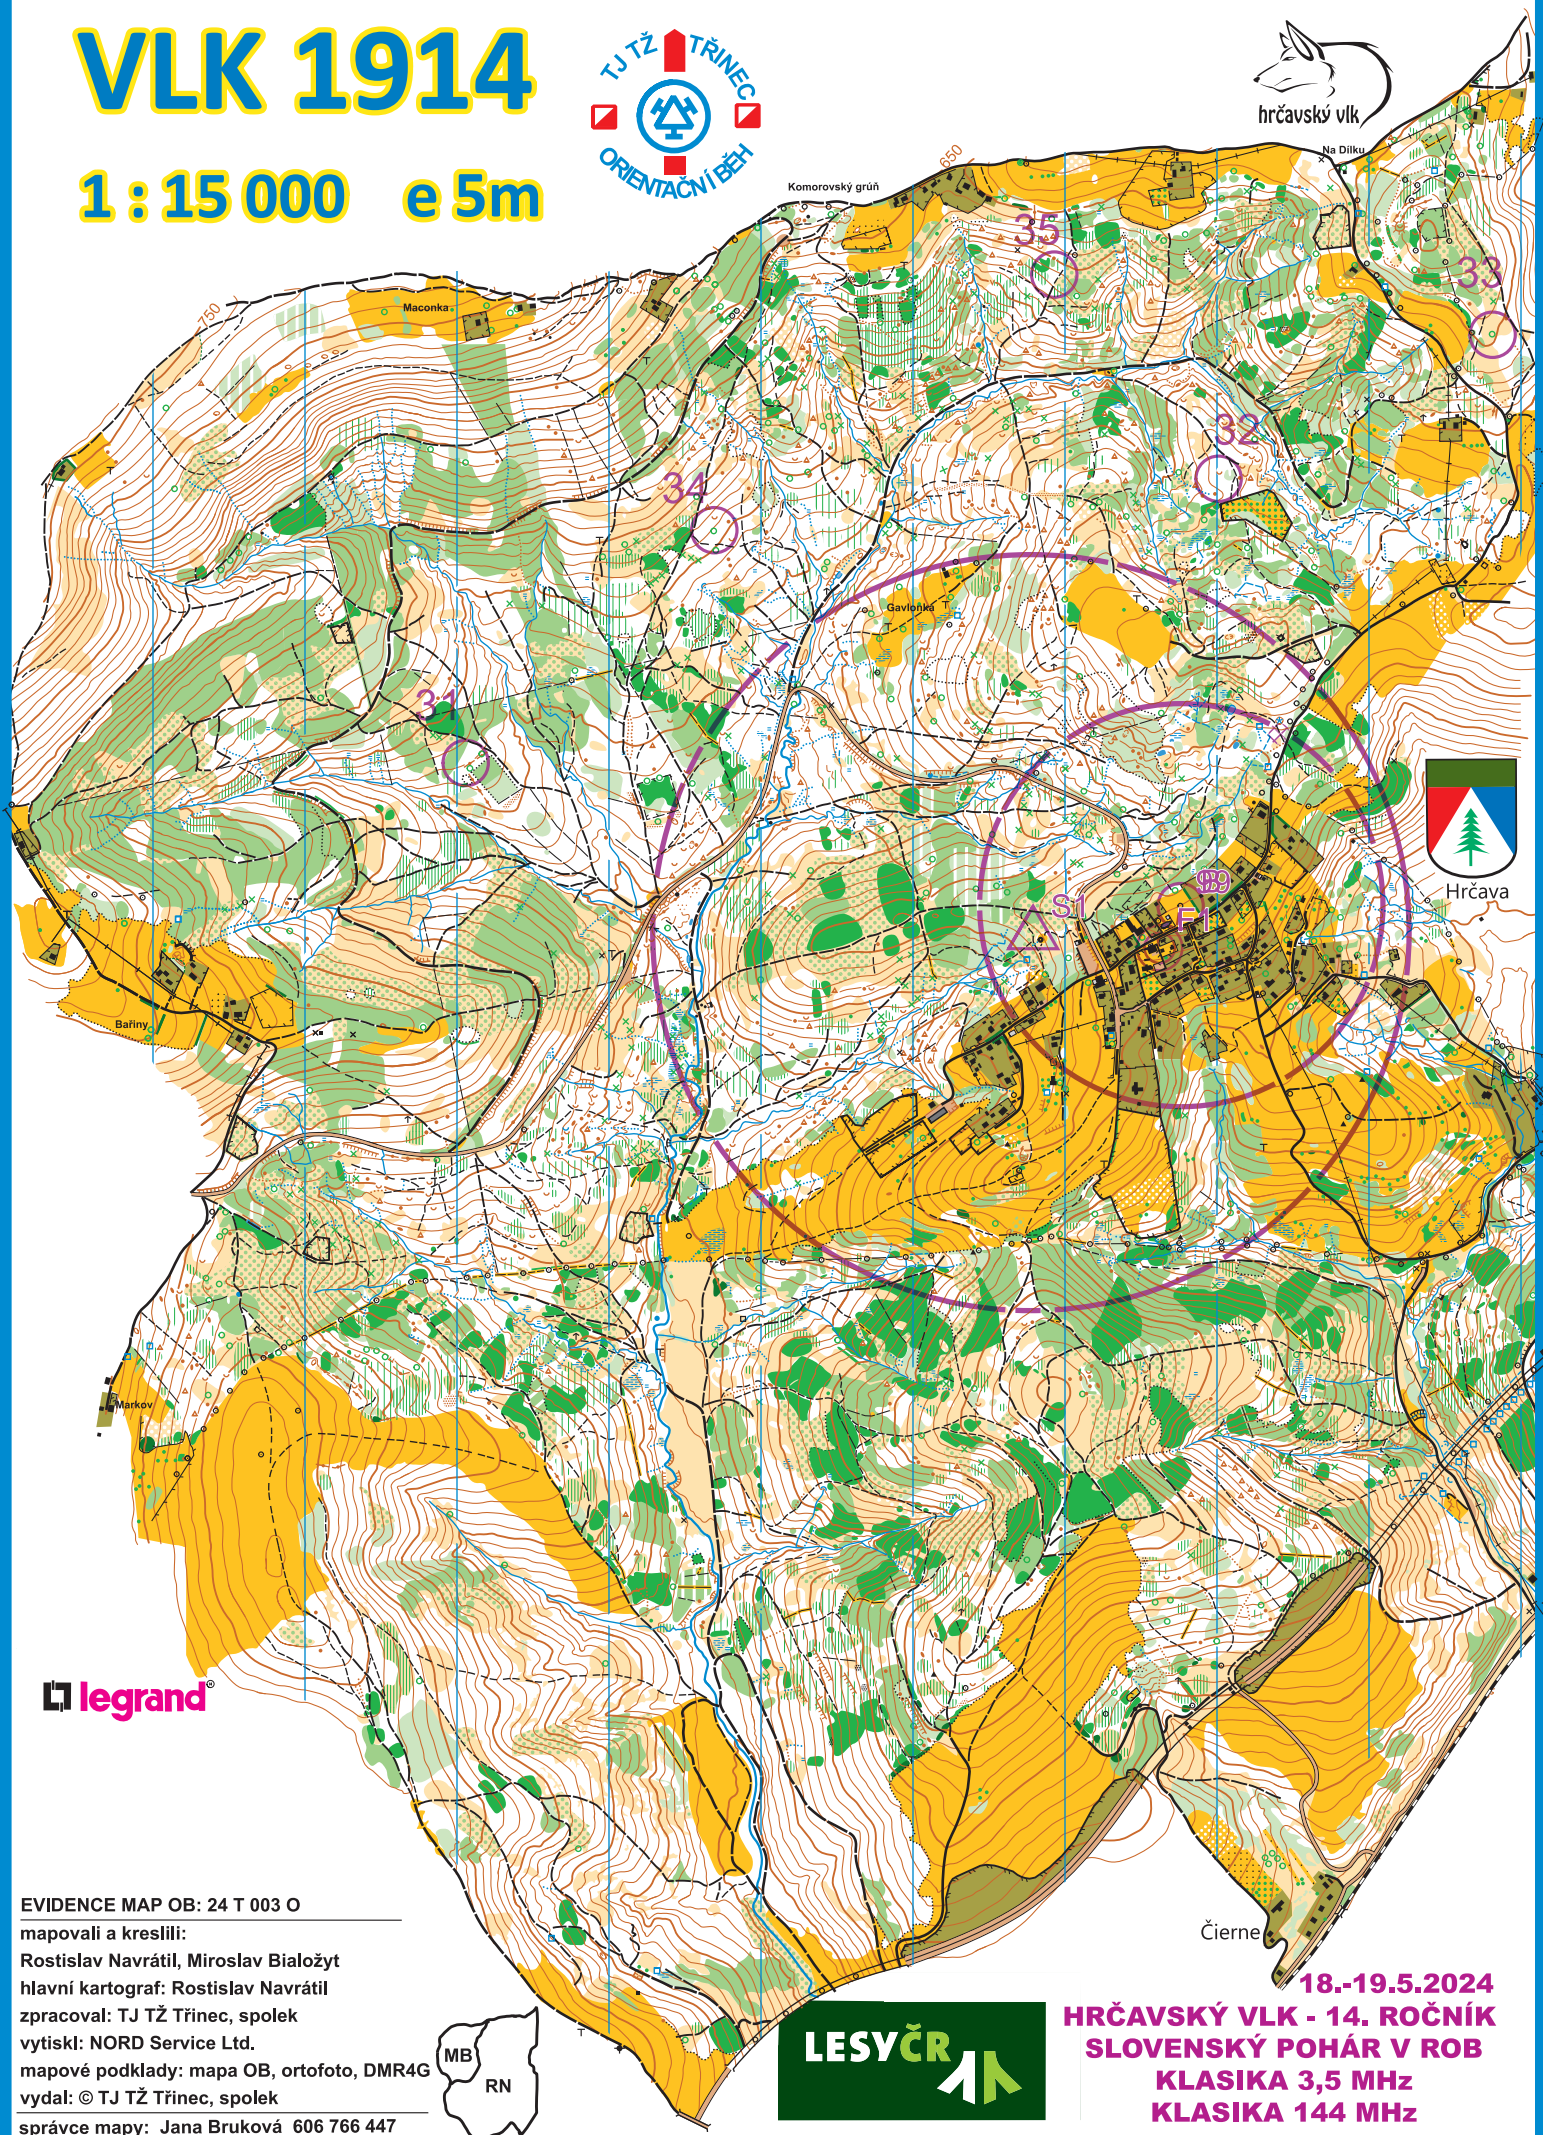 VLK 1914
1 : 15 000 e 5m
TJ TŽ TŘINEC
ORIENTAČNÍ BĚH
hrčavský vlk
Na Dílku
650
Komorovský grúň
35
33
750
Maconka
32
34
Gavloňka
31
Hrčava
S1
F1
Bařiny
Markov
legrand®
Čierne
EVIDENCE MAP OB: 24 T 003 O
mapovali a kreslili:
Rostislav Navrátil, Miroslav Bialožyt
hlavní kartograf: Rostislav Navrátil
zpracoval: TJ TŽ Třinec, spolek
vytiskl: NORD Service Ltd.
mapové podklady: mapa OB, ortofoto, DMR4G
vydal: © TJ TŽ Třinec, spolek
správce mapy: Jana Bruková 606 766 447
MB
RN
LESYČR
18.-19.5.2024
HRČAVSKÝ VLK - 14. ROČNÍK
SLOVENSKÝ POHÁR V ROB
KLASIKA 3,5 MHz
KLASIKA 144 MHz